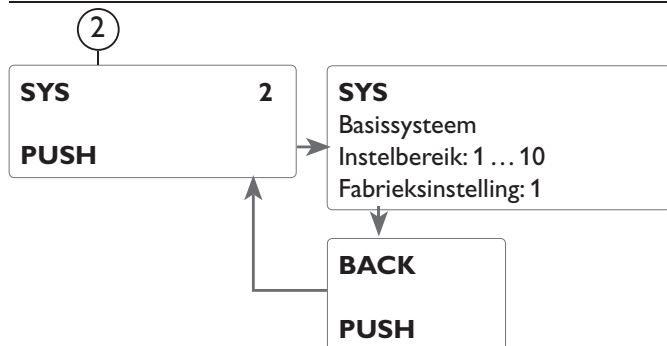 2
SYS 2
PUSH
SYS
Basissysteem
Instelbereik: 1 … 10
Fabrieksinstelling: 1
BACK
PUSH